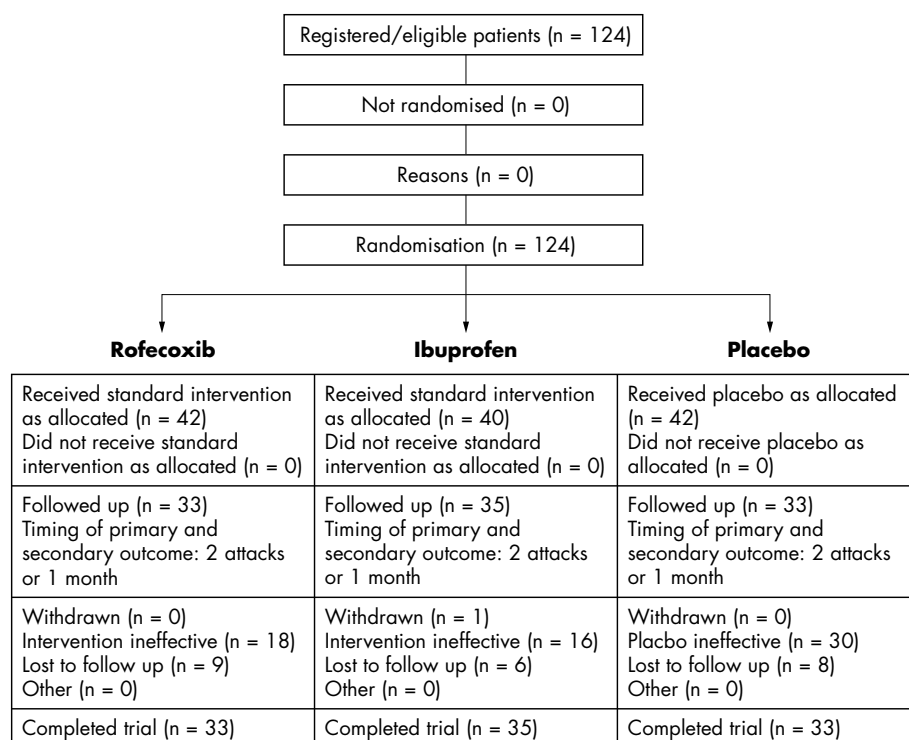 Registered/eligible patients (n = 124)
Not randomised (n = 0)
Reasons (n = 0)
Randomisation (n = 124)
Rofecoxib
Ibuprofen
Placebo
Received standard intervention
as allocated (n = 42)
Did not receive standard
intervention as allocated (n = 0)
Received standard intervention
as allocated (n = 40)
Did not receive standard
intervention as allocated (n = 0)
Received placebo as allocated
(n = 42)
Did not receive placebo as
allocated (n = 0)
Followed up (n = 33)
Timing of primary and
secondary outcome: 2 attacks
or 1 month
Followed up (n = 35)
Timing of primary and
secondary outcome: 2 attacks
or 1 month
Followed up (n = 33)
Timing of primary and
secondary outcome: 2 attacks
or 1 month
Withdrawn (n = 0)
Intervention ineffective (n = 18)
Lost to follow up (n = 9)
Other (n = 0)
Withdrawn (n = 1)
Intervention ineffective (n = 16)
Lost to follow up (n = 6)
Other (n = 0)
Withdrawn (n = 0)
Placbo ineffective (n = 30)
Lost to follow up (n = 8)
Other (n = 0)
Completed trial (n = 33)
Completed trial (n = 35)
Completed trial (n = 33)